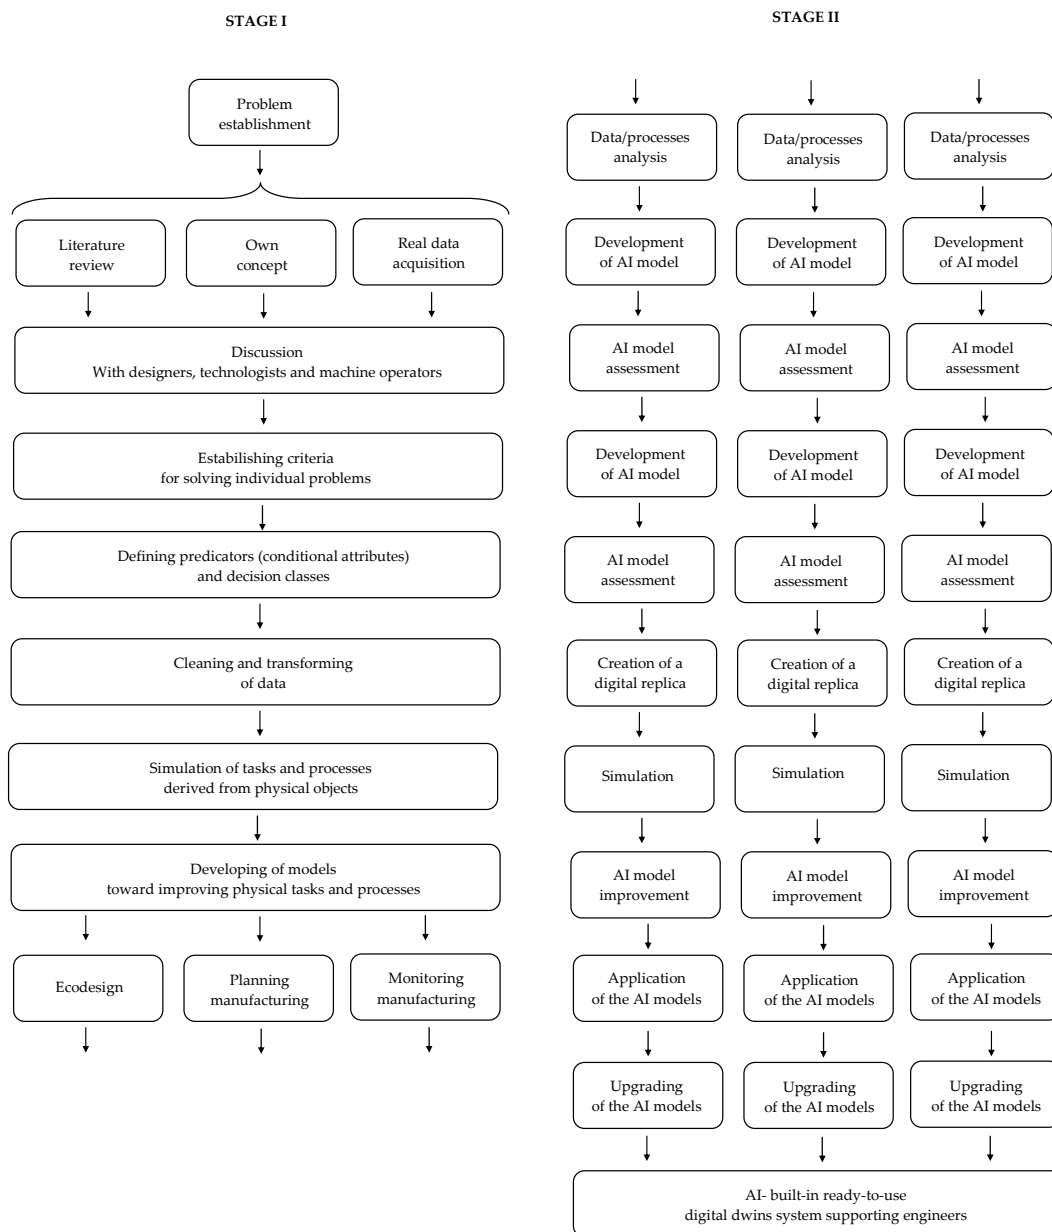 STAGE I
Problem
establishment
Literature
review
Own
concept
Real data
acquisition
Discussion
With designers, technologists and machine operators
Estabilishing criteria
for solving individual problems
Defining predicators (conditional attributes)
and decision classes
Cleaning and transforming
of data
Simulation of tasks and processes
derived from physical objects
Developing of models
toward improving physical tasks and processes
Ecodesign
Planning
manufacturing
Monitoring
manufacturing
STAGE II
Data/processes
analysis
Data/processes
analysis
Data/processes
analysis
Development
of AI model
Development
of AI model
Development
of AI model
AI model
assessment
AI model
assessment
AI model
assessment
Development
of AI model
Development
of AI model
Development
of AI model
AI model
assessment
AI model
assessment
AI model
assessment
Creation of a
digital replica
Creation of a
digital replica
Creation of a
digital replica
Simulation
Simulation
Simulation
AI model
improvement
AI model
improvement
AI model
improvement
Application
of the AI models
Application
of the AI models
Application
of the AI models
Upgrading
of the AI models
Upgrading
of the AI models
Upgrading
of the AI models
AI- built-in ready-to-use
digital dwins system supporting engineers